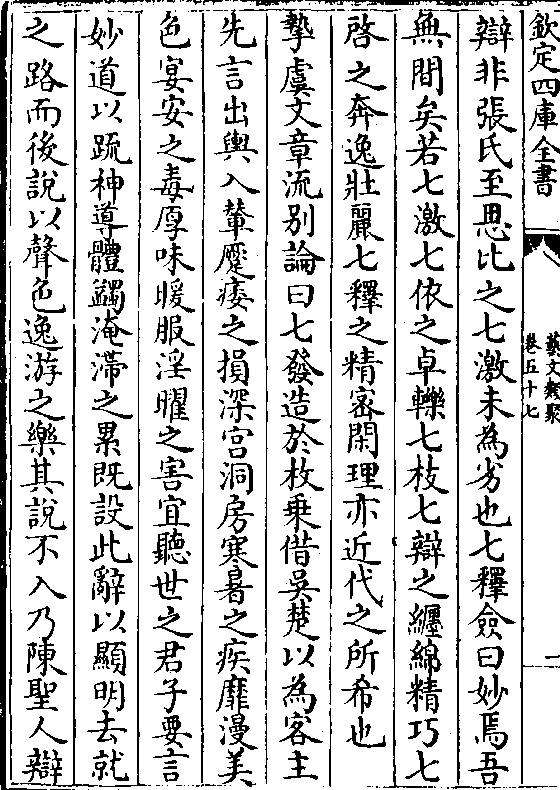 欽定四庫全書
藝文類聚
卷五十七
一
辯非張氏至思比之七激未為劣也七釋僉曰妙焉吾
無間矣若七激七依之卓轢七枝七辯之纏綿精巧七
啓之奔逸壯麗七釋之精密閑理亦近代之所希也
摯虞文章流别論曰七發造於枚乗借吳楚以為客主
先言出輿入輦蹷痿之損深宫洞房寒暑之疾靡漫美
色宴安之毒厚味暖服淫曜之害宜聽世之君子要言
妙道以疏神導體蠲淹滯之累既設此辭以顯明去就
之路而後説以聲色逸游之樂其説不入乃陳聖人辯